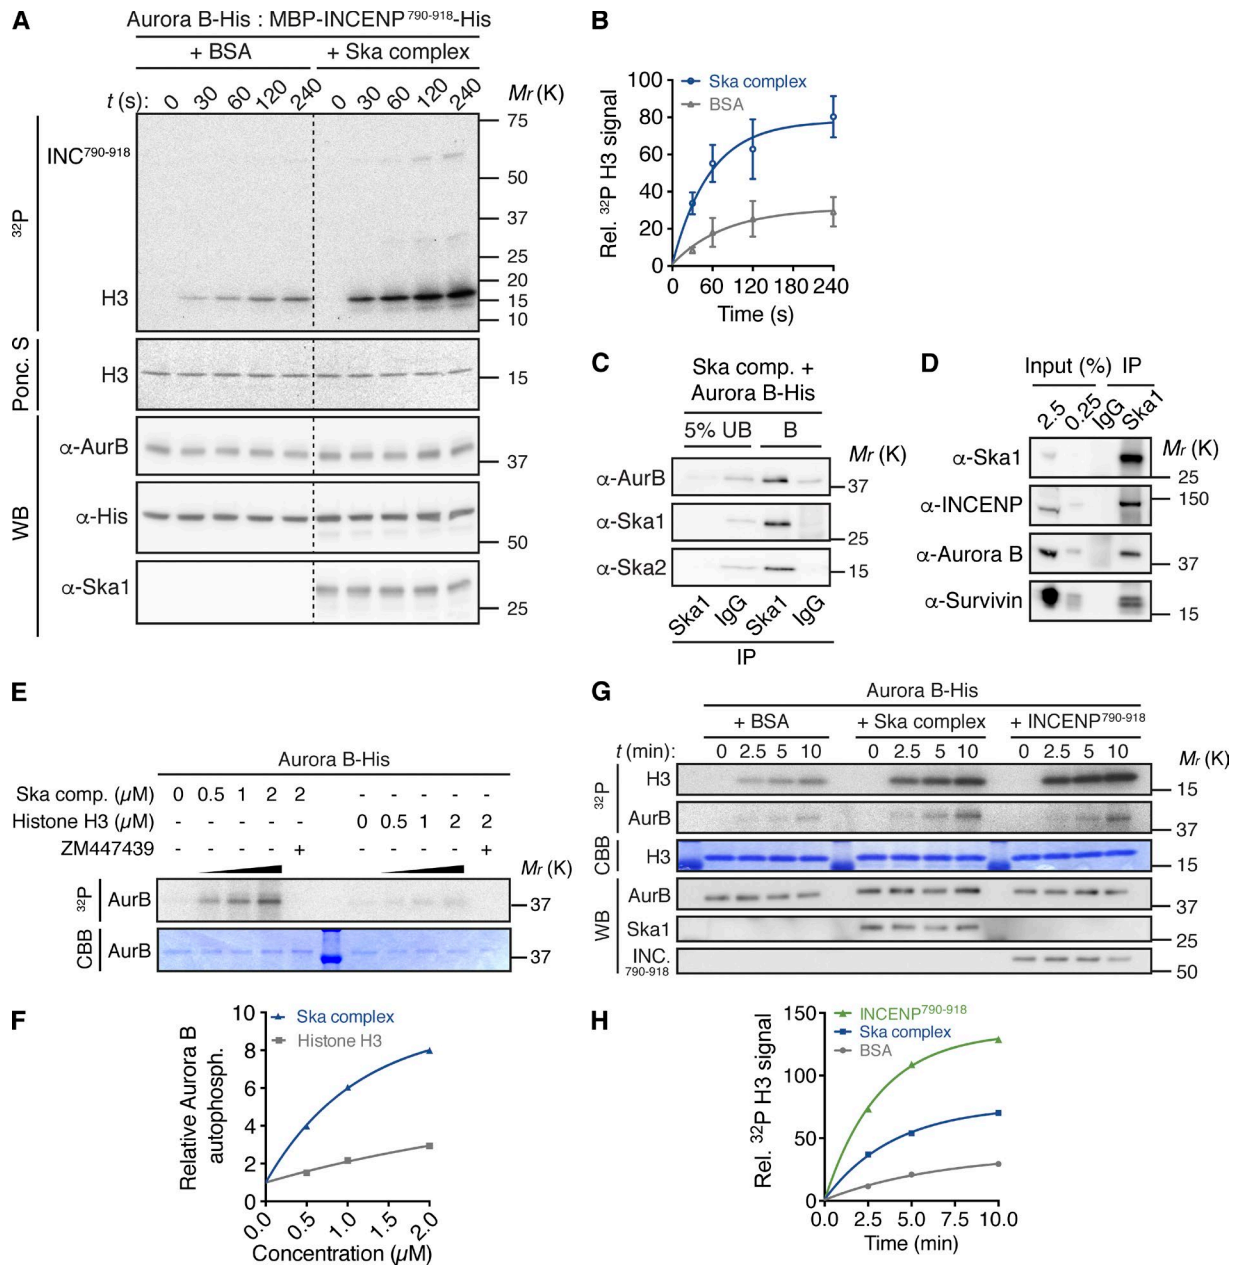 A
Aurora B-His : MBP-INCENP790-918-His
+ BSA
+ Ska complex
t (s): 0 30 60 120 240 0 30 60 120 240 Mr (K)
75
INC790-918
50
37
25
20
H3 15
10
32P
Ponc. S
H3 15
α-AurB 37
α-His 50
α-Ska1 25
WB
B
Ska complex
BSA
Rel. 32P H3 signal
100
80
60
40
20
0
0 60 120 180 240
Time (s)
C
Ska comp. +
Aurora B-His
5% UB B
Mr (K)
α-AurB 37
α-Ska1 25
α-Ska2 15
Ska1 IgG Ska1 IgG
IP
D
Input (%) IP
2.5 0.25 IgG Ska1
Mr (K)
α-Ska1 25
α-INCENP 150
α-Aurora B 37
α-Survivin 15
E
Aurora B-His
Ska comp. (μM) 0 0.5 1 2 2 - - - - -
Histone H3 (μM) - - - - - 0 0.5 1 2 2
ZM447439 - - - - + - - - - +
Mr (K)
32P AurB 37
CBB AurB 37
F
Ska complex
Histone H3
Relative Aurora B
autophosph.
10
8
6
4
2
0
0.0 0.5 1.0 1.5 2.0
Concentration (μM)
G
Aurora B-His
+ BSA + Ska complex + INCENP790-918
t (min): 0 2.5 5 10 0 2.5 5 10 0 2.5 5 10 Mr (K)
32P
H3 15
AurB 37
CBB H3 15
WB
AurB 37
Ska1 25
INC.
790-918 50
H
INCENP790-918
Ska complex
BSA
Rel. 32P H3 signal
150
100
50
0
0.0 2.5 5.0 7.5 10.0
Time (min)